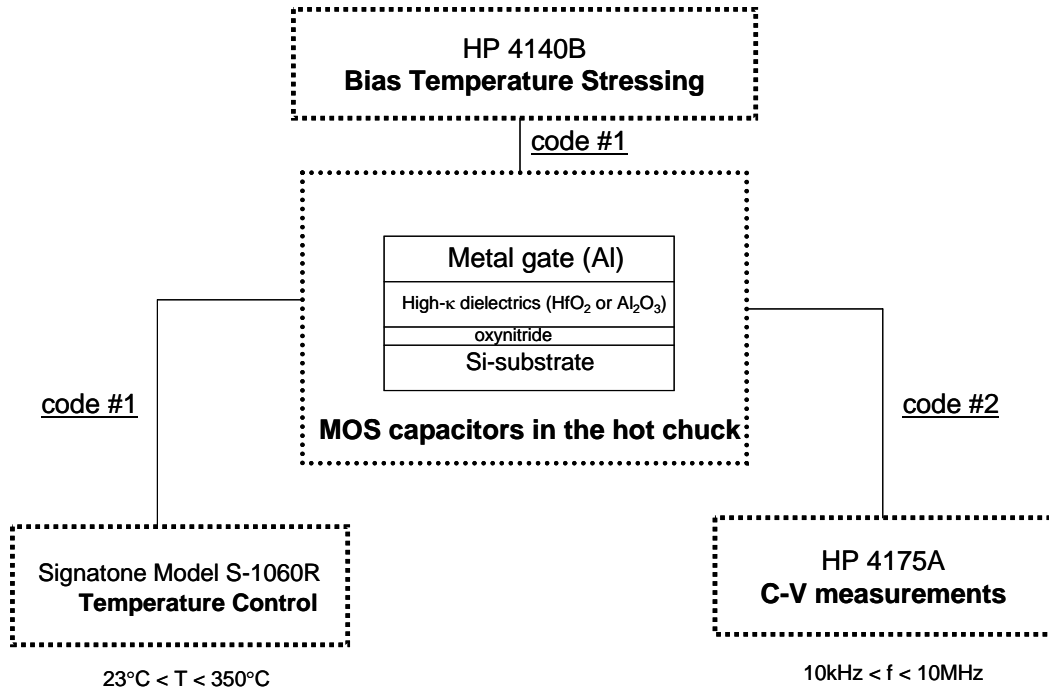 HP 4140B
Bias Temperature Stressing
code #1
Metal gate (Al)
High-κ dielectrics (HfO₂ or Al₂O₃)
oxynitride
Si-substrate
MOS capacitors in the hot chuck
code #1
code #2
Signatone Model S-1060R
Temperature Control
HP 4175A
C-V measurements
23°C < T < 350°C
10kHz < f < 10MHz